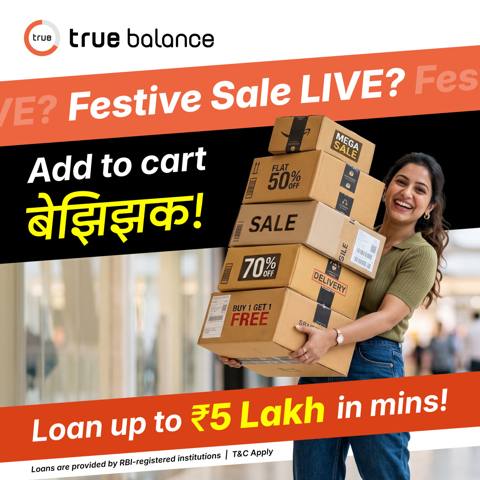 true
true balance
VE? Festive Sale LIVE? Fes
Add to cart
बेझिझक!
MEGA
SALE
FLAT
50% OFF
SALE
70% OFF
DELIVERY
BUY 1 GET 1
FREE
Loan up to ₹5 Lakh in mins!
Loans are provided by RBI-registered institutions | T&C Apply